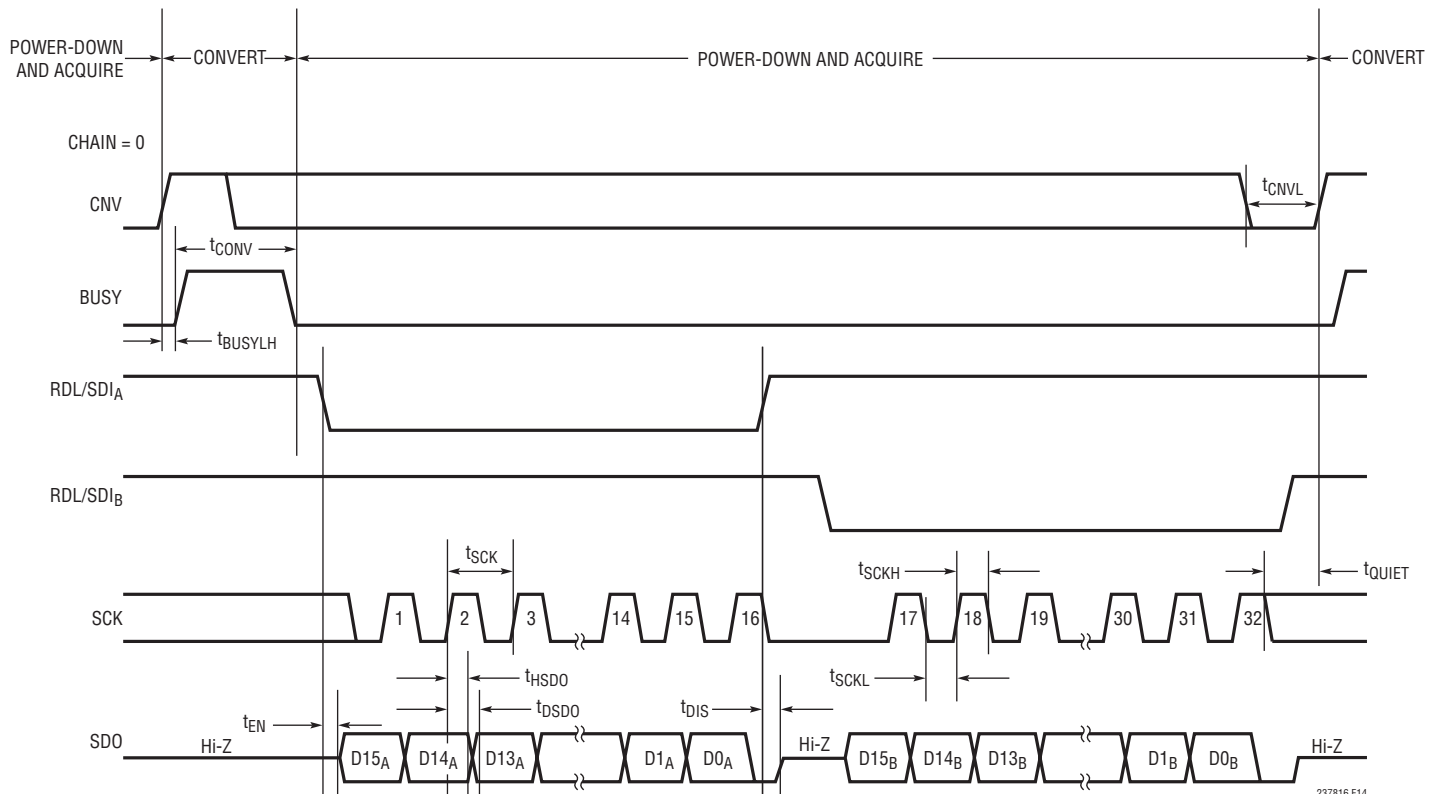 POWER-DOWN
AND ACQUIRE
CONVERT
POWER-DOWN AND ACQUIRE
CONVERT
CHAIN = 0
CNV
tCNVL
tCONV
BUSY
tBUSYLH
RDL/SDIA
RDL/SDIB
tSCK
tSCKH
tQUIET
SCK
1 2 3 14 15 16 17 18 19 30 31 32
tHSDO
tSCKL
tEN
tDSDO
tDIS
SDO
Hi-Z D15A D14A D13A D1A D0A Hi-Z D15B D14B D13B D1B D0B Hi-Z
237816 F14